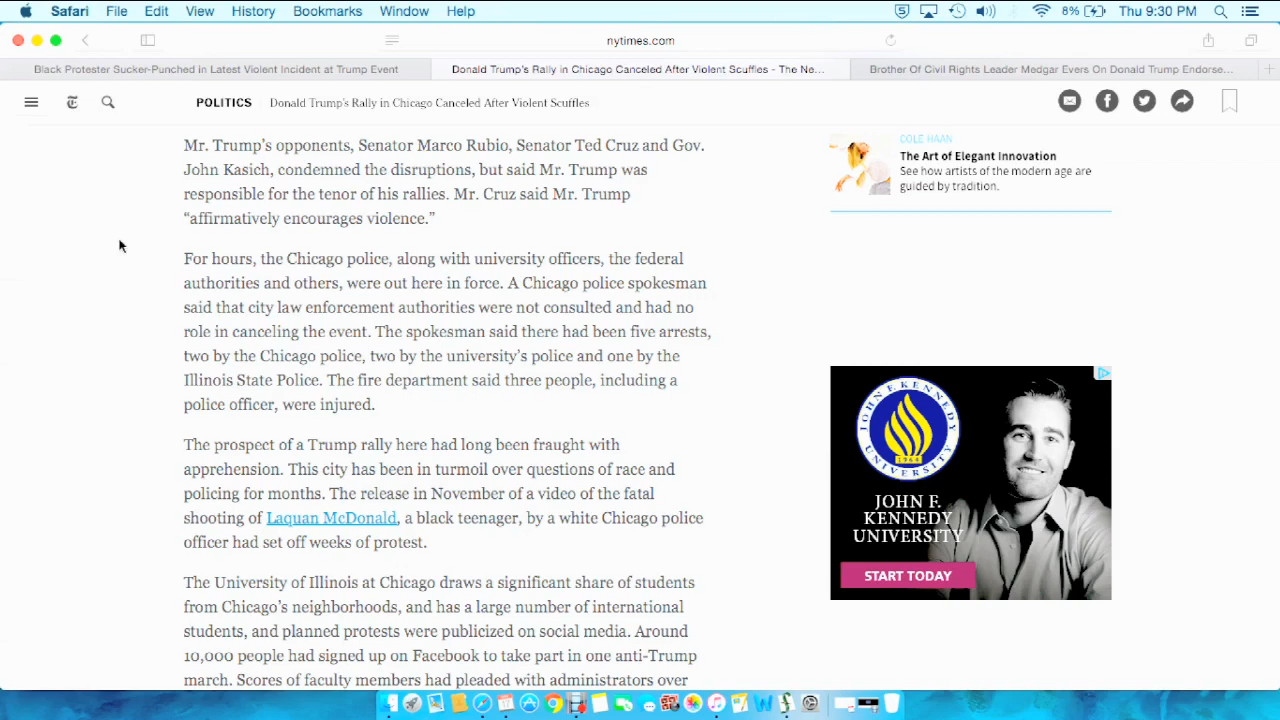 Safari File Edit View History Bookmarks Window Help 8% Thu 9:30 PM
nytimes.com
Black Protester Sucker-Punched in Latest Violent Incident at Trump Event
Donald Trump's Rally in Chicago Canceled After Violent Scuffles - The Ne...
Brother Of Civil Rights Leader Medgar Evers On Donald Trump Endorse...
POLITICS Donald Trump's Rally in Chicago Canceled After Violent Scuffles
Mr. Trump's opponents, Senator Marco Rubio, Senator Ted Cruz and Gov.
John Kasich, condemned the disruptions, but said Mr. Trump was
responsible for the tenor of his rallies. Mr. Cruz said Mr. Trump
“affirmatively encourages violence.”
For hours, the Chicago police, along with university officers, the federal
authorities and others, were out here in force. A Chicago police spokesman
said that city law enforcement authorities were not consulted and had no
role in canceling the event. The spokesman said there had been five arrests,
two by the Chicago police, two by the university's police and one by the
Illinois State Police. The fire department said three people, including a
police officer, were injured.
The prospect of a Trump rally here had long been fraught with
apprehension. This city has been in turmoil over questions of race and
policing for months. The release in November of a video of the fatal
shooting of Laquan McDonald, a black teenager, by a white Chicago police
officer had set off weeks of protest.
The University of Illinois at Chicago draws a significant share of students
from Chicago's neighborhoods, and has a large number of international
students, and planned protests were publicized on social media. Around
10,000 people had signed up on Facebook to take part in one anti-Trump
march. Scores of faculty members had pleaded with administrators over
COLE HAAN
The Art of Elegant Innovation
See how artists of the modern age are
guided by tradition.
JOHN F. KENNEDY
UNIVERSITY
1964
JOHN F.
KENNEDY
UNIVERSITY
START TODAY